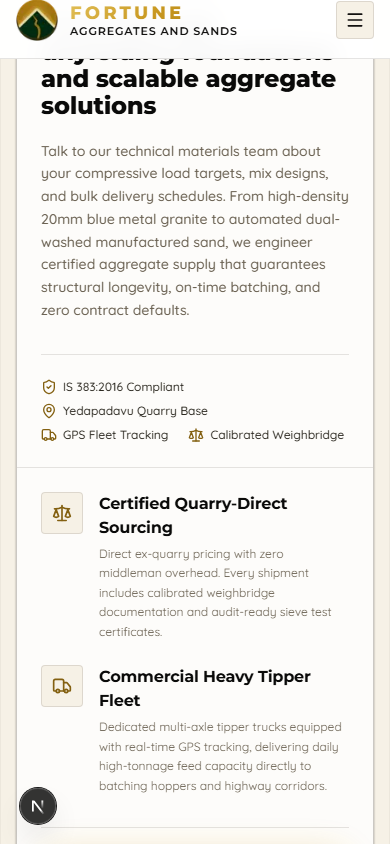 FORTUNE
AGGREGATES AND SANDS
unyielding foundations
and scalable aggregate
solutions
Talk to our technical materials team about
your compressive load targets, mix designs,
and bulk delivery schedules. From high-density
20mm blue metal granite to automated dual-
washed manufactured sand, we engineer
certified aggregate supply that guarantees
structural longevity, on-time batching, and
zero contract defaults.
IS 383:2016 Compliant
Yedapadavu Quarry Base
GPS Fleet Tracking Calibrated Weighbridge
Certified Quarry-Direct
Sourcing
Direct ex-quarry pricing with zero
middleman overhead. Every shipment
includes calibrated weighbridge
documentation and audit-ready sieve test
certificates.
Commercial Heavy Tipper
Fleet
Dedicated multi-axle tipper trucks equipped
with real-time GPS tracking, delivering daily
high-tonnage feed capacity directly to
batching hoppers and highway corridors.
N